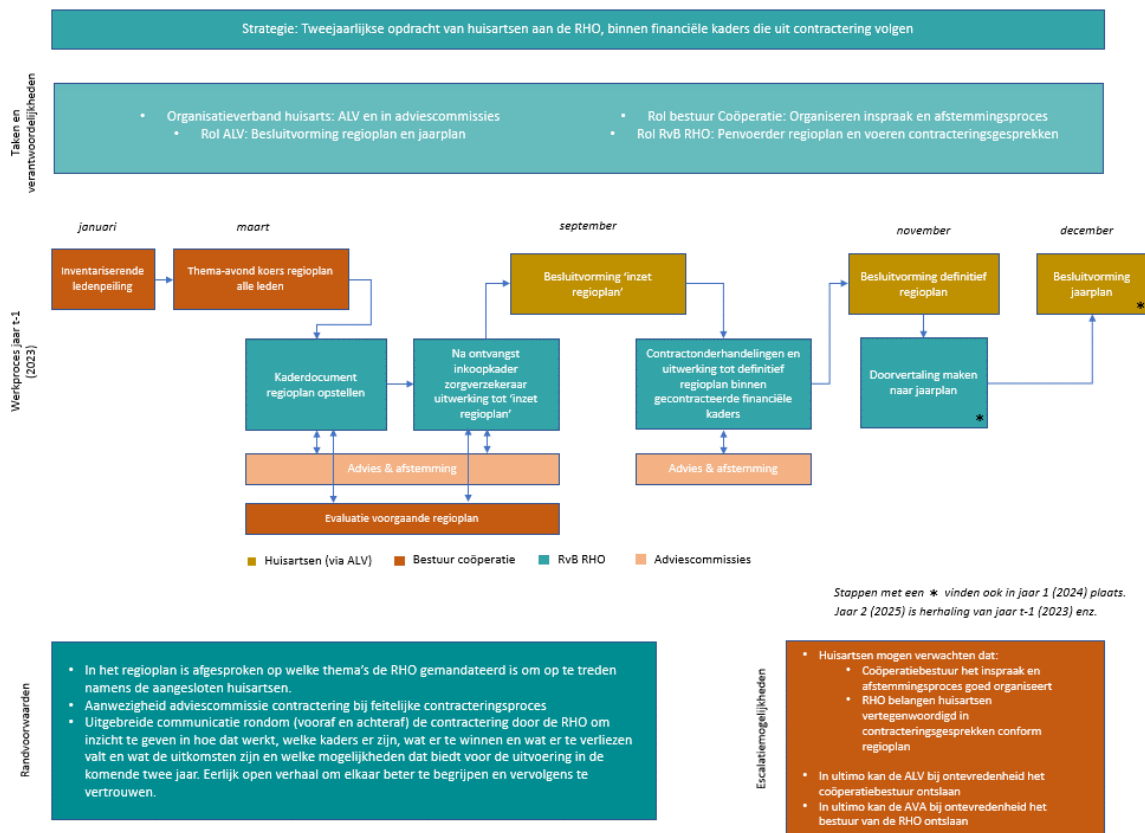 Strategie: Tweejaarlijkse opdracht van huisartsen aan de RHO, binnen financiële kaders die uit contractering volgen
Taken en
verantwoordelijkheden
• Organisatieverband huisarts: ALV en in adviescommissies
• Rol ALV: Besluitvorming regioplan en jaarplan
• Rol bestuur Coöperatie: Organiseren inspraak en afstemmingsproces
• Rol RvB RHO: Penvoerder regioplan en voeren contracteringsgesprekken
januari
maart
september
november
december
Werkproces jaar t-1
(2023)
Inventariserende
ledenpeiling
Thema-avond koers regioplan
alle leden
Besluitvorming ‘inzet
regioplan’
Besluitvorming definitief
regioplan
Besluitvorming
jaarplan
*
Kaderdocument
regioplan opstellen
Na ontvangst
inkoopkader
zorgverzekeraar
uitwerking tot ‘inzet
regioplan’
Contractonderhandelingen en
uitwerking tot definitief
regioplan binnen
gecontracteerde financiële
kaders
Doorvertaling maken
naar jaarplan
*
Advies & afstemming
Advies & afstemming
Evaluatie voorgaande regioplan
Huisartsen (via ALV)
Bestuur coöperatie
RvB RHO
Adviescommissies
Stappen met een * vinden ook in jaar 1 (2024) plaats.
Jaar 2 (2025) is herhaling van jaar t-1 (2023) enz.
Randvoorwaarden
• In het regioplan is afgesproken op welke thema’s de RHO gemandateerd is om op te treden
namens de aangesloten huisartsen.
• Aanwezigheid adviescommissie contractering bij feitelijke contracteringsproces
• Uitgebreide communicatie rondom (vooraf en achteraf) de contractering door de RHO om
inzicht te geven in hoe dat werkt, welke kaders er zijn, wat er te winnen en wat er te verliezen
valt en wat de uitkomsten zijn en welke mogelijkheden dat biedt voor de uitvoering in de
komende twee jaar. Eerlijk open verhaal om elkaar beter te begrijpen en vervolgens te
vertrouwen.
Escalatiemogelijkheden
• Huisartsen mogen verwachten dat:
• Coöperatiebestuur het inspraak en
afstemmingsproces goed organiseert
• RHO belangen huisartsen
vertegenwoordigd in
contracteringsgesprekken conform
regioplan
• In ultimo kan de ALV bij ontevredenheid het
coöperatiebestuur ontslaan
• In ultimo kan de AVA bij ontevredenheid het
bestuur van de RHO ontslaan